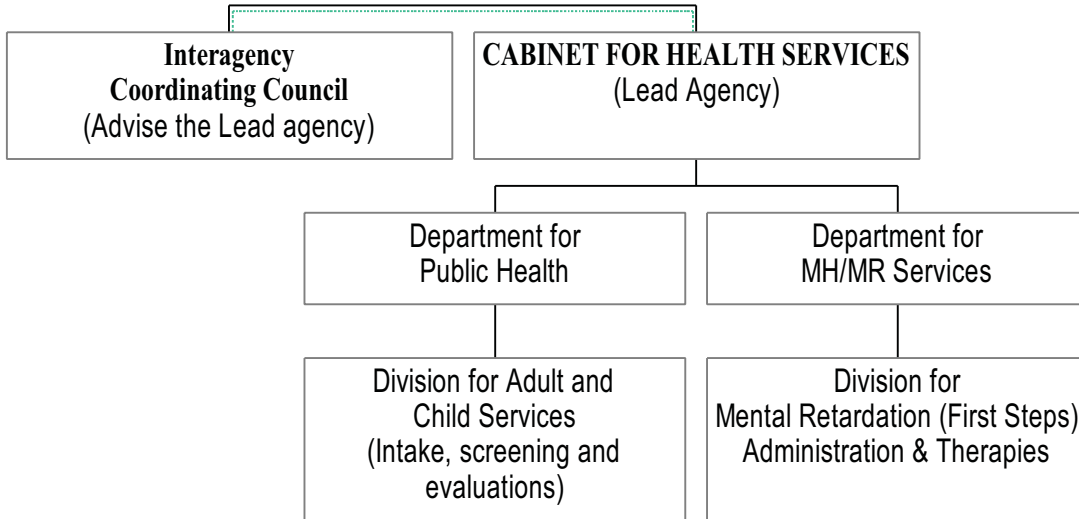 Interagency
Coordinating Council
(Advise the Lead agency)
CABINET FOR HEALTH SERVICES
(Lead Agency)
Department for
Public Health
Department for
MH/MR Services
Division for Adult and
Child Services
(Intake, screening and
evaluations)
Division for
Mental Retardation (First Steps)
Administration & Therapies